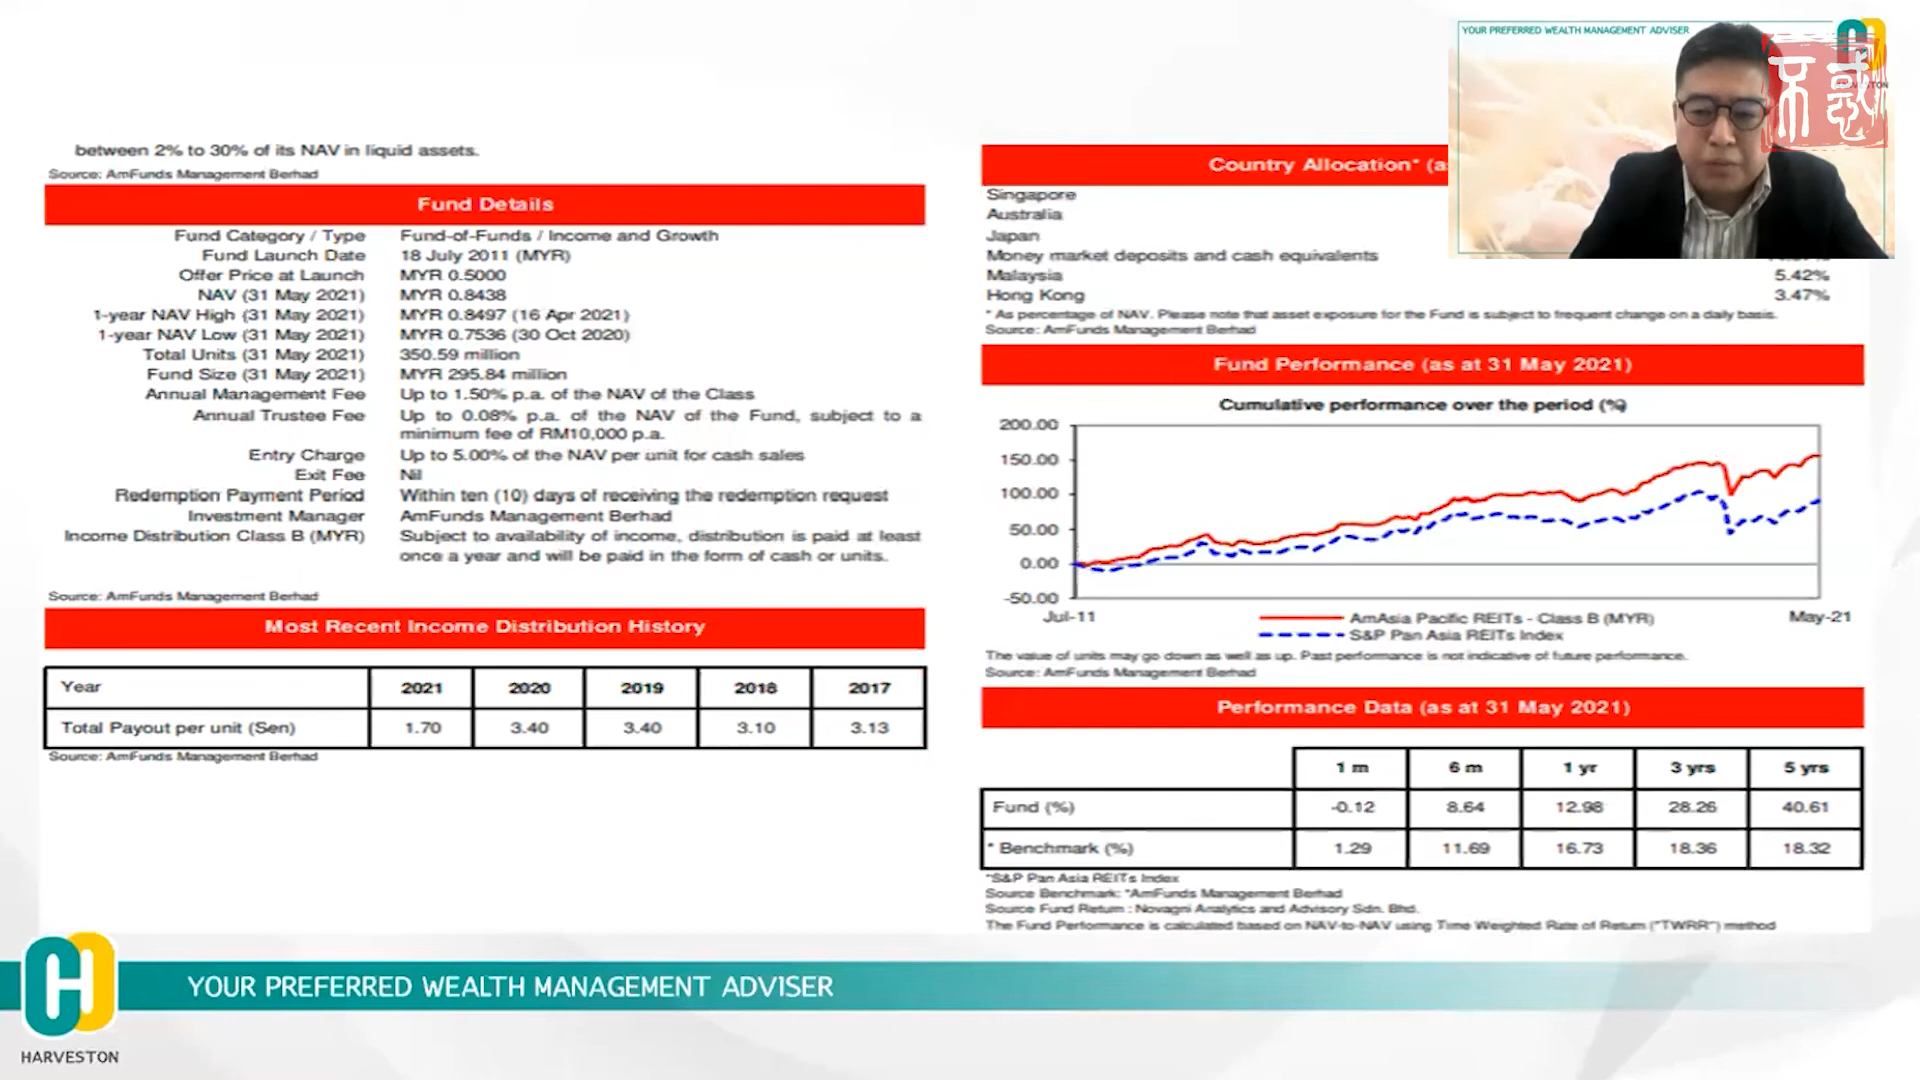 YOUR PREFERRED WEALTH MANAGEMENT ADVISER
不惑
between 2% to 30% of its NAV in liquid assets.
Source: AmFunds Management Berhad
Fund Details
Fund Category / Type Fund-of-Funds / Income and Growth
Fund Launch Date 18 July 2011 (MYR)
Offer Price at Launch MYR 0.5000
NAV (31 May 2021) MYR 0.8438
1-year NAV High (31 May 2021) MYR 0.8497 (16 Apr 2021)
1-year NAV Low (31 May 2021) MYR 0.7536 (30 Oct 2020)
Total Units (31 May 2021) 350.59 million
Fund Size (31 May 2021) MYR 295.84 million
Annual Management Fee Up to 1.50% p.a. of the NAV of the Class
Annual Trustee Fee Up to 0.08% p.a. of the NAV of the Fund, subject to a
minimum fee of RM10,000 p.a.
Entry Charge Up to 5.00% of the NAV per unit for cash sales
Exit Fee Nil
Redemption Payment Period Within ten (10) days of receiving the redemption request
Investment Manager AmFunds Management Berhad
Income Distribution Class B (MYR) Subject to availability of income, distribution is paid at least
once a year and will be paid in the form of cash or units.
Source: AmFunds Management Berhad
Most Recent Income Distribution History
Year 2021 2020 2019 2018 2017
Total Payout per unit (Sen) 1.70 3.40 3.40 3.10 3.13
Source: AmFunds Management Berhad
Country Allocation* (a
Singapore
Australia
Japan
Money market deposits and cash equivalents
Malaysia 5.42%
Hong Kong 3.47%
* As percentage of NAV. Please note that asset exposure for the Fund is subject to frequent change on a daily basis.
Source: AmFunds Management Berhad
Fund Performance (as at 31 May 2021)
Cumulative performance over the period (%)
200.00
150.00
100.00
50.00
0.00
-50.00
Jul-11 May-21
AmAsia Pacific REITs - Class B (MYR)
S&P Pan Asia REITs Index
The value of units may go down as well as up. Past performance is not indicative of future performance.
Source: AmFunds Management Berhad
Performance Data (as at 31 May 2021)
1 m 6 m 1 yr 3 yrs 5 yrs
Fund (%) -0.12 8.64 12.98 28.26 40.61
* Benchmark (%) 1.29 11.69 16.73 18.36 18.32
*S&P Pan Asia REITs Index
Source Benchmark: *AmFunds Management Berhad
Source Fund Return : Novagni Analytics and Advisory Sdn. Bhd.
The Fund Performance is calculated based on NAV-to-NAV using Time Weighted Rate of Return ("TWRR") method
YOUR PREFERRED WEALTH MANAGEMENT ADVISER
HARVESTON